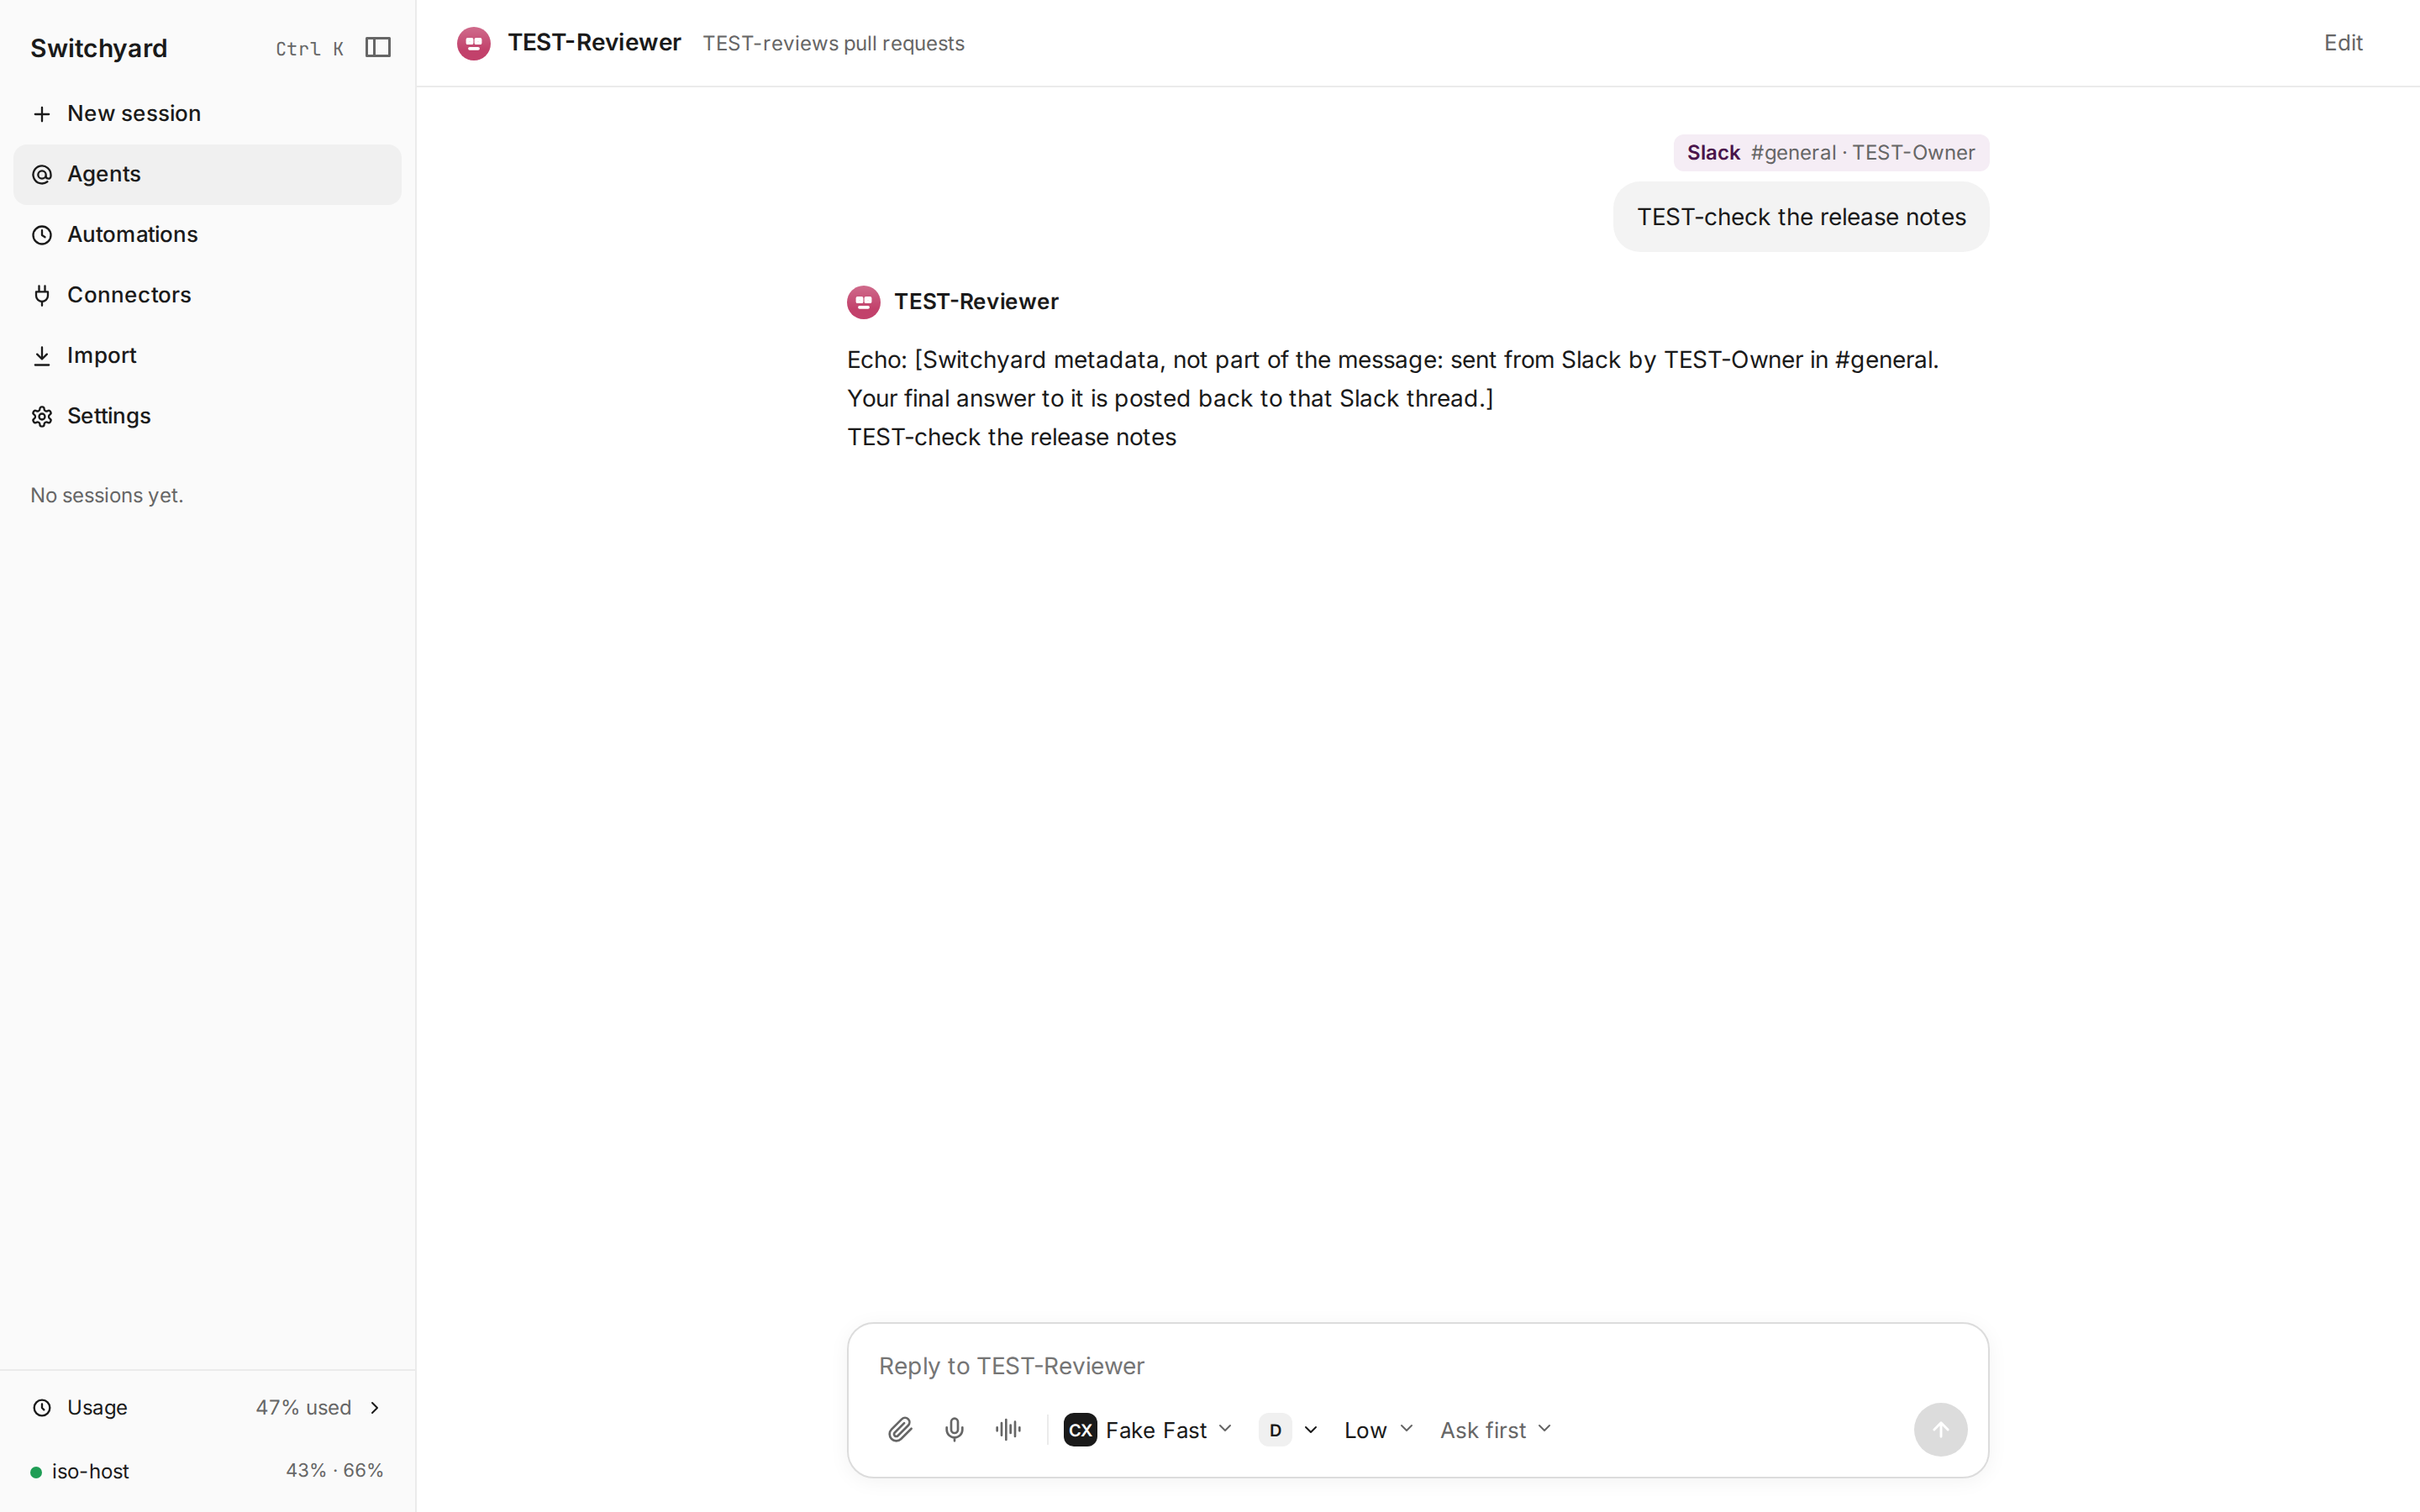 Switchyard
Ctrl K
New session
Agents
Automations
Connectors
Import
Settings
No sessions yet.
Usage
47% used
iso-host
43% · 66%
TEST-Reviewer
TEST-reviews pull requests
Edit
Slack #general · TEST-Owner
TEST-check the release notes
TEST-Reviewer
Echo: [Switchyard metadata, not part of the message: sent from Slack by TEST-Owner in #general.
Your final answer to it is posted back to that Slack thread.]
TEST-check the release notes
Reply to TEST-Reviewer
CX Fake Fast
D
Low
Ask first